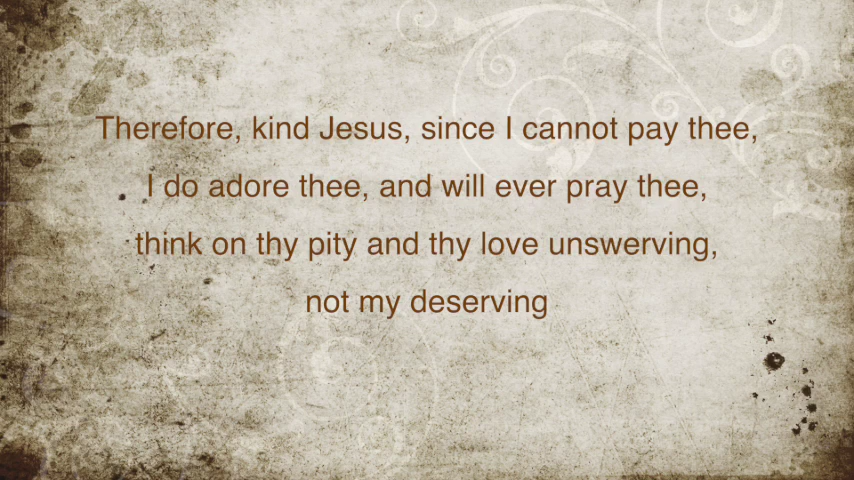 Therefore, kind Jesus, since I cannot pay thee,
I do adore thee, and will ever pray thee,
think on thy pity and thy love unswerving,
not my deserving